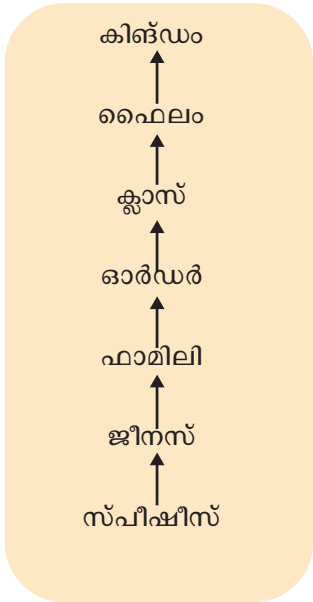 കിങ്ഡം
ഫൈലം
ക്ലാസ്
ഓർഡർ
ഫാമിലി
ജീനസ്
സ്പീഷീസ്